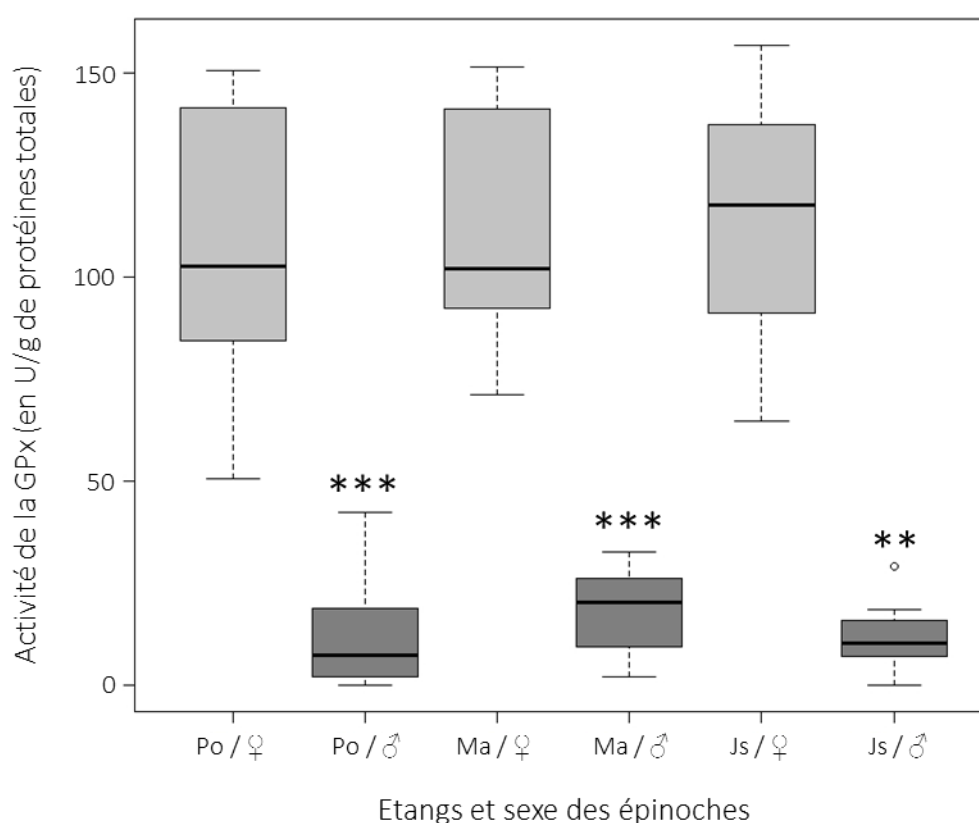 Activité de la GPx (en U/g de protéines totales)
150
100
50
0
***
***
**
Po / ♀
Po / ♂
Ma / ♀
Ma / ♂
Js / ♀
Js / ♂
Etangs et sexe des épinoches